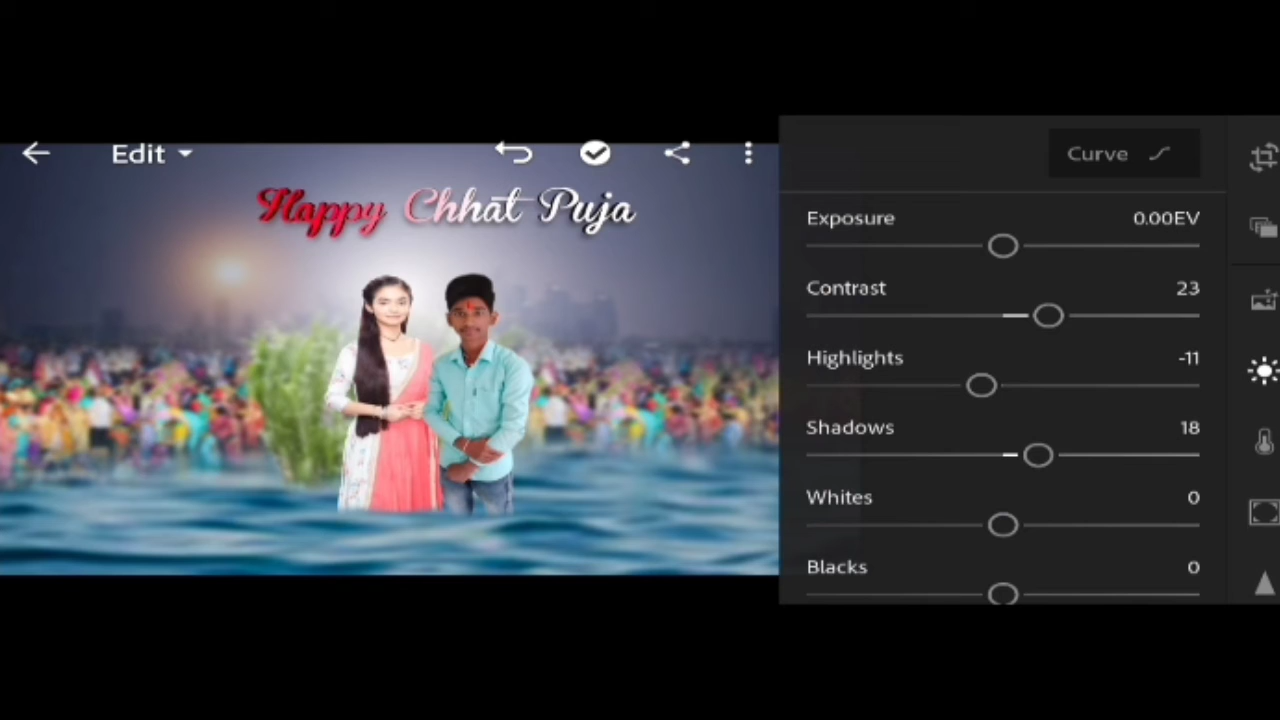 Edit
Happy Chhat Puja
Curve
Exposure 0.00EV
Contrast 23
Highlights -11
Shadows 18
Whites 0
Blacks 0